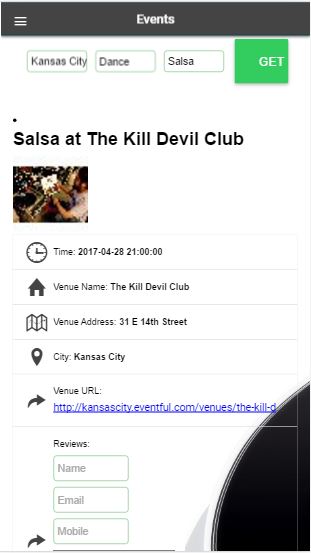 Events
Kansas City Dance Salsa GET
Salsa at The Kill Devil Club
Time: 2017-04-28 21:00:00
Venue Name: The Kill Devil Club
Venue Address: 31 E 14th Street
City: Kansas City
Venue URL:
http://kansascity.eventful.com/venues/the-kill-d
Reviews:
Name
Email
Mobile